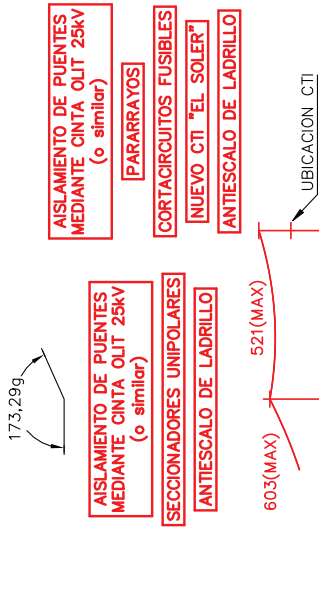 173,29g
AISLAMIENTO DE PUENTES
MEDIANTE CINTA OLIT 25kV
(o similar)
SECCIONADORES UNIPOLARES
ANTIESCALO DE LADRILLO
AISLAMIENTO DE PUENTES
MEDIANTE CINTA OLIT 25kV
(o similar)
PARARRAYOS
CORTACIRCUITOS FUSIBLES
NUEVO CTI "EL SOLER"
ANTIESCALO DE LADRILLO
603(MAX)
521(MAX)
UBICACION CTI